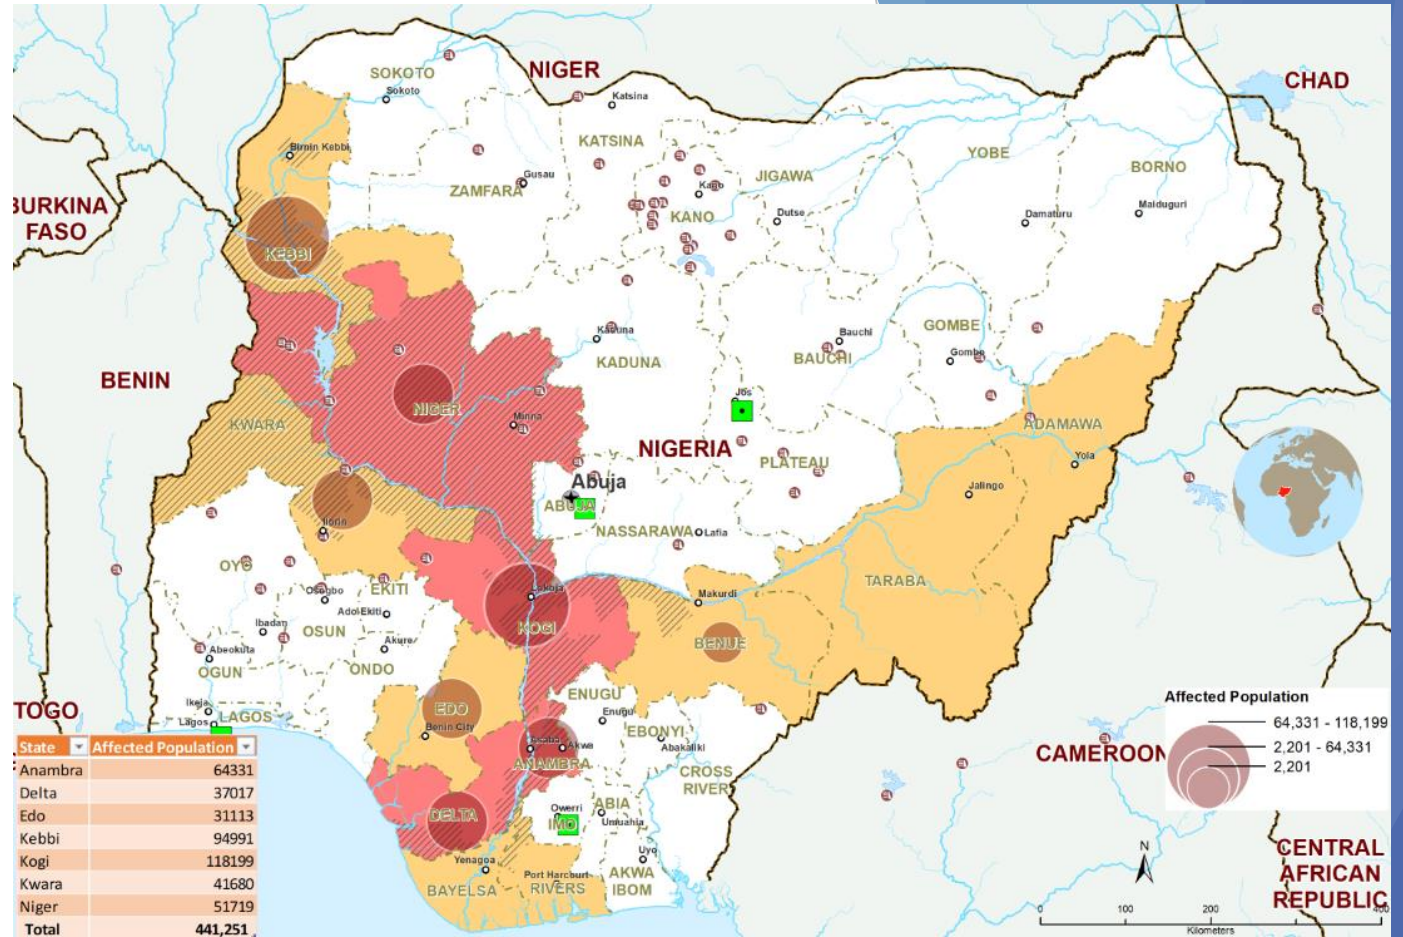 NIGER
CHAD
SOKOTO
Sokoto
Katsina
KATSINA
Birnin Kebbi
Gusau
ZAMFARA
Kano
KANO
JIGAWA
Dutse
YOBE
BORNO
Damaturu
Maiduguri
BURKINA
FASO
KEBBI
Kaduna
KADUNA
Bauchi
BAUCHI
GOMBE
Gombe
BENIN
NIGER
Minna
KWARA
Jos
NIGERIA
PLATEAU
ADAMAWA
Yola
Jalingo
Abuja
ABUJA
NASSARAWA
Lafia
Ilorin
OYO
Osogbo
EKITI
Ado-Ekiti
Ibadan
OSUN
Akure
ONDO
Abeokuta
OGUN
Lokoja
KOGI
Makurdi
BENUE
TARABA
EDO
Benin City
ENUGU
Enugu
Ikeja
Lagos
LAGOS
TOGO
Akwa
ANAMBRA
EBONYI
Abakaliki
CROSS
RIVER
CAMEROON
DELTA
Owerri
IMO
ABIA
Umuahia
Uyo
AKWA
IBOM
Yenagoa
BAYELSA
Port Harcourt
RIVERS
CENTRAL
AFRICAN
REPUBLIC
Affected Population
64,331 - 118,199
2,201 - 64,331
2,201
N
0 100 200 400
Kilometers
State Affected Population
Anambra 64331
Delta 37017
Edo 31113
Kebbi 94991
Kogi 118199
Kwara 41680
Niger 51719
Total 441,251